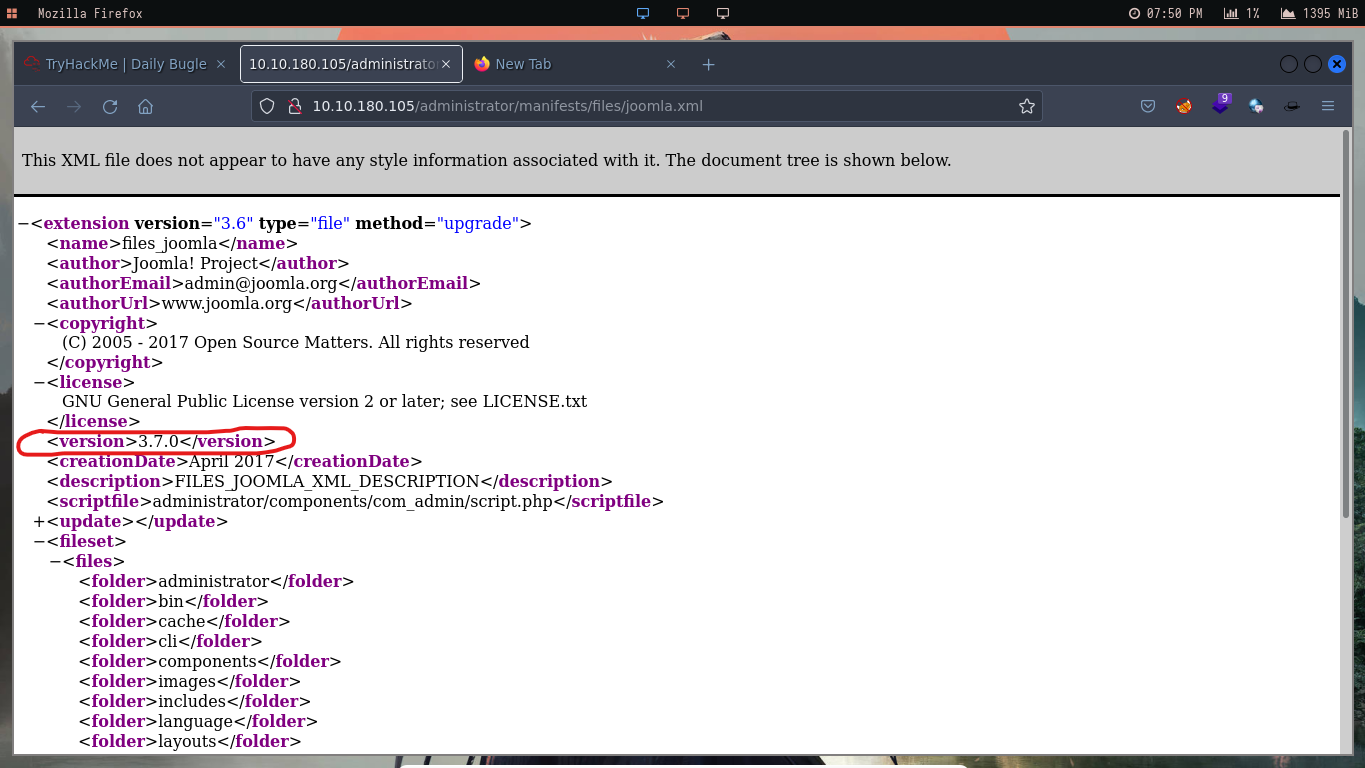 Mozilla Firefox
07:50 PM
1%
1395 MiB
TryHackMe | Daily Bugle
10.10.180.105/administrato
New Tab
10.10.180.105/administrator/manifests/files/joomla.xml
9
This XML file does not appear to have any style information associated with it. The document tree is shown below.
−<extension version="3.6" type="file" method="upgrade">
<name>files_joomla</name>
<author>Joomla! Project</author>
<authorEmail>admin@joomla.org</authorEmail>
<authorUrl>www.joomla.org</authorUrl>
−<copyright>
(C) 2005 - 2017 Open Source Matters. All rights reserved
</copyright>
−<license>
GNU General Public License version 2 or later; see LICENSE.txt
</license>
<version>3.7.0</version>
<creationDate>April 2017</creationDate>
<description>FILES_JOOMLA_XML_DESCRIPTION</description>
<scriptfile>administrator/components/com_admin/script.php</scriptfile>
+<update></update>
−<fileset>
−<files>
<folder>administrator</folder>
<folder>bin</folder>
<folder>cache</folder>
<folder>cli</folder>
<folder>components</folder>
<folder>images</folder>
<folder>includes</folder>
<folder>language</folder>
<folder>layouts</folder>